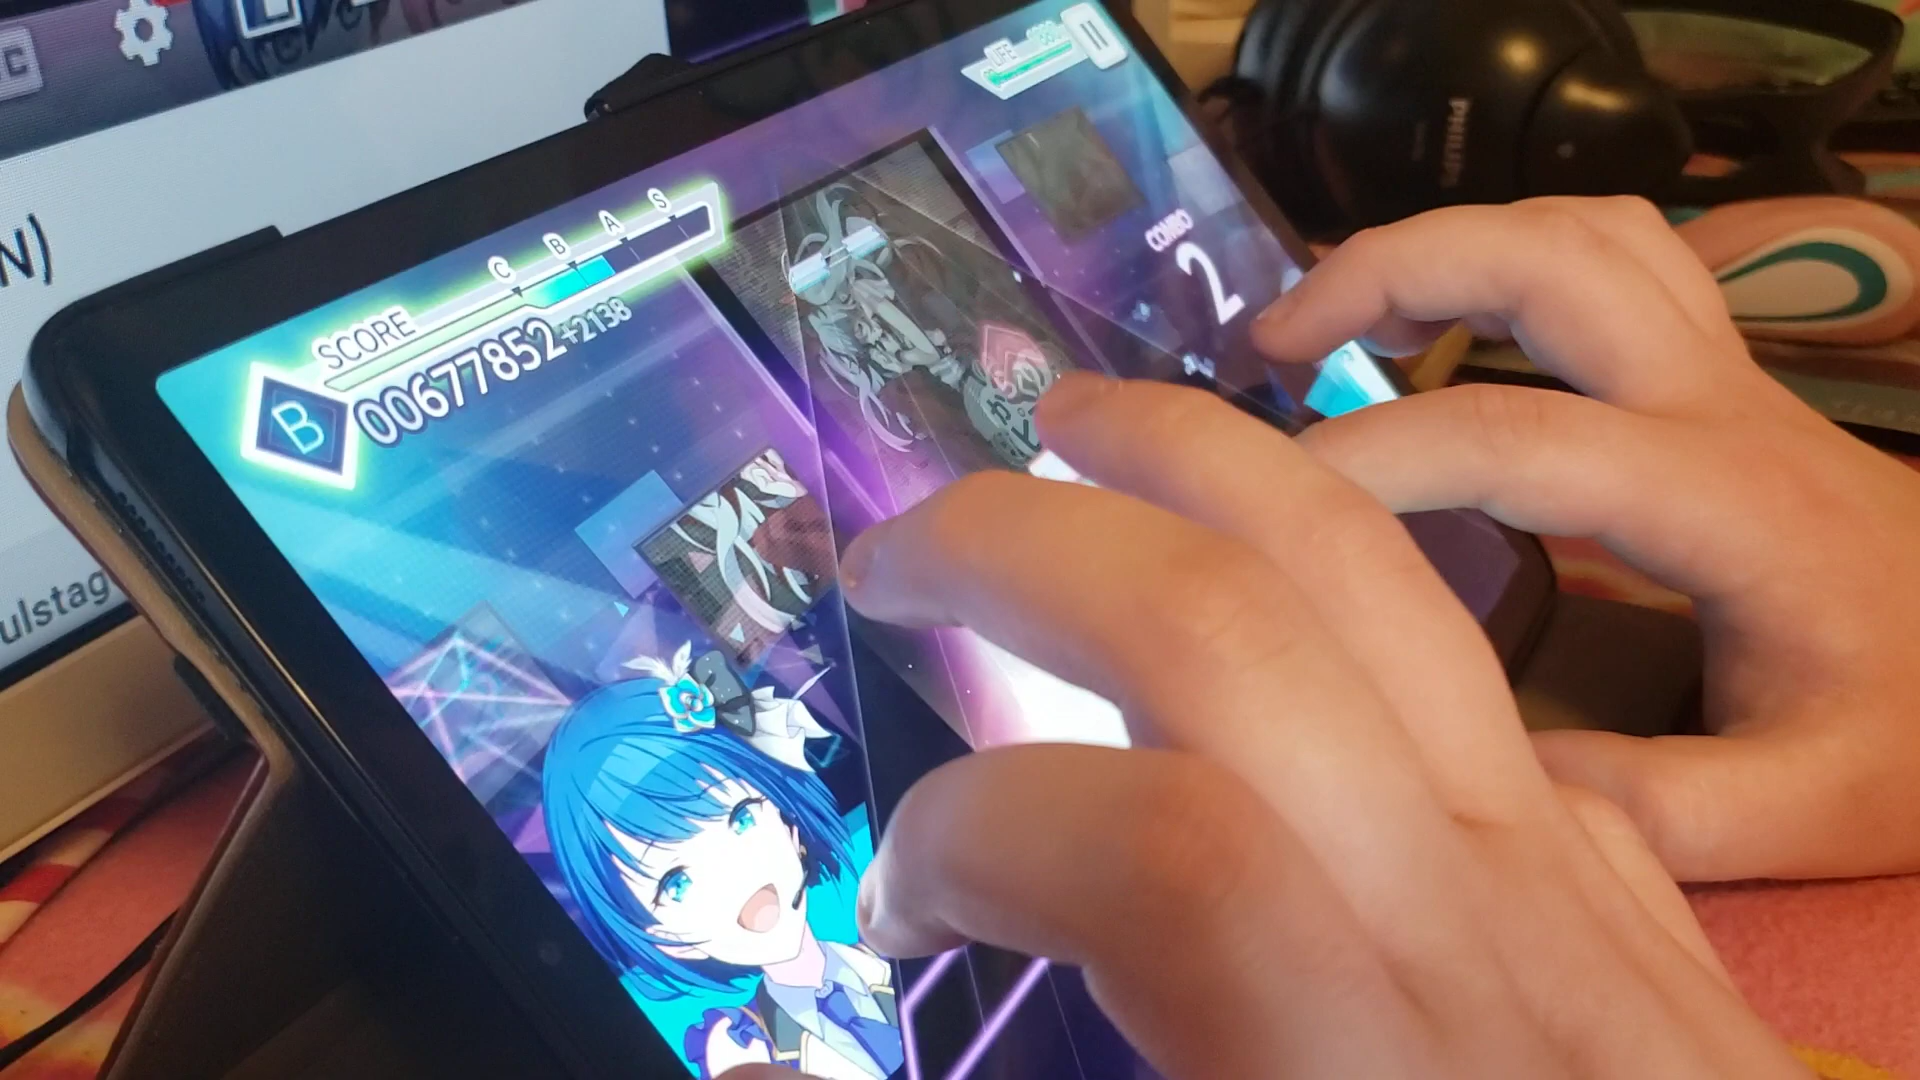 C
N)
ulstag
C
B
A
S
SCORE
B
00677852+2138
LIFE
COMBO
2
PHILIPS